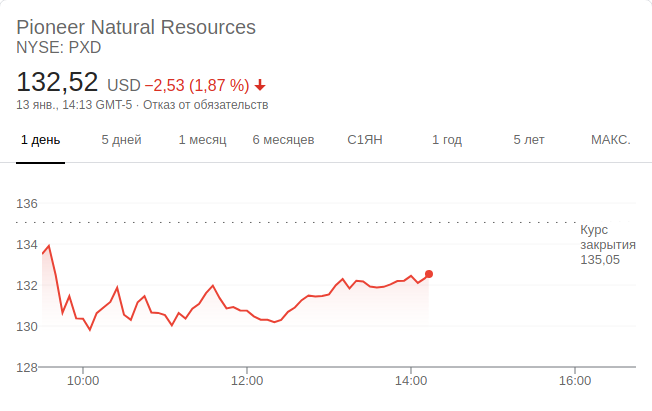 Pioneer Natural Resources
NYSE: PXD
132,52 USD −2,53 (1,87 %)
13 янв., 14:13 GMT-5 · Отказ от обязательств
1 день 5 дней 1 месяц 6 месяцев С1ЯН 1 год 5 лет МАКС.
136
134
132
130
128
Курс
закрытия
135,05
10:00 12:00 14:00 16:00